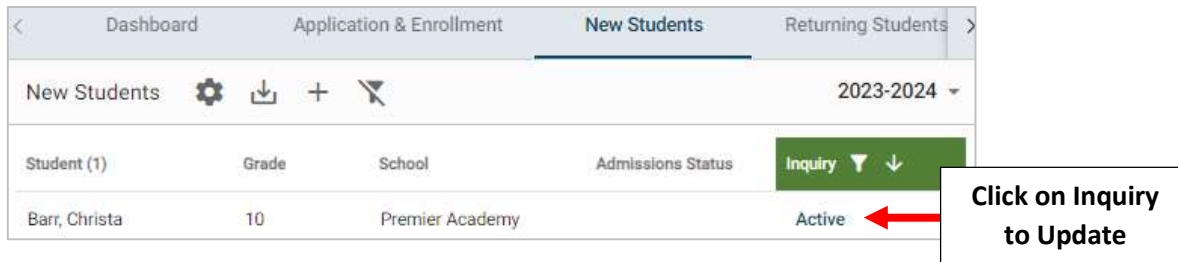 Dashboard Application & Enrollment New Students Returning Students
New Students 2023-2024
Student (1) Grade School Admissions Status Inquiry
Barr, Christa 10 Premier Academy Active
Click on Inquiry
to Update